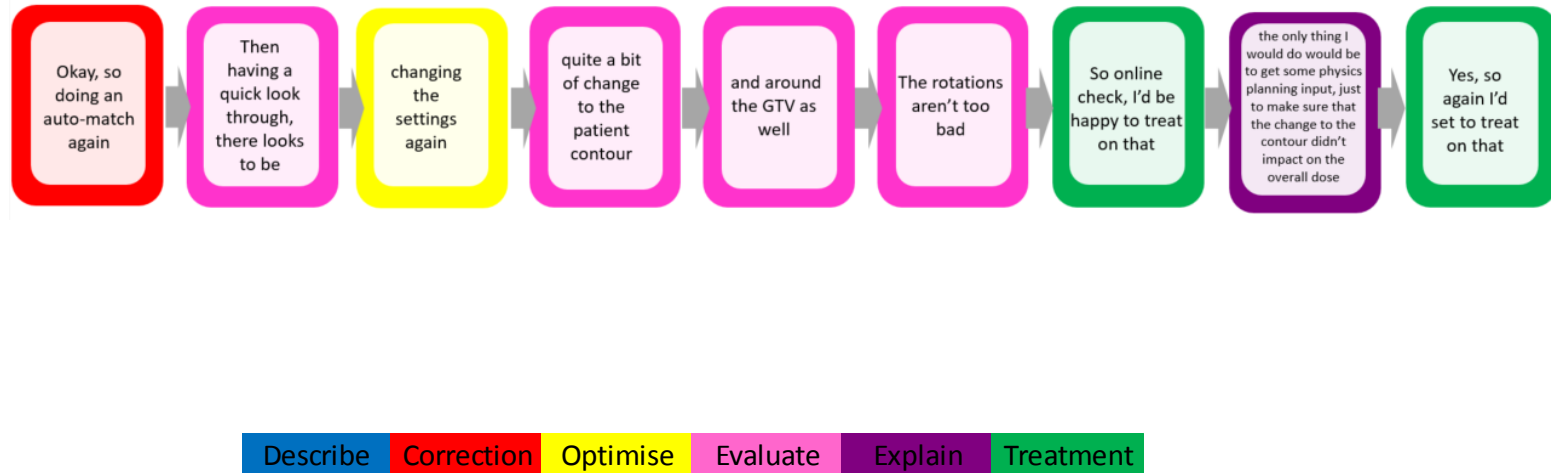 Okay, so
doing an
auto-match
again
Then
having a
quick look
through,
there looks
to be
changing
the
settings
again
quite a bit
of change
to the
patient
contour
and around
the GTV as
well
The rotations
aren't too
bad
So online
check, I'd be
happy to treat
on that
the only thing I
would do would be
to get some physics
planning input, just
to make sure that
the change to the
contour didn't
impact on the
overall dose
Yes, so
again I'd
set to treat
on that
Describe Correction Optimise Evaluate Explain Treatment